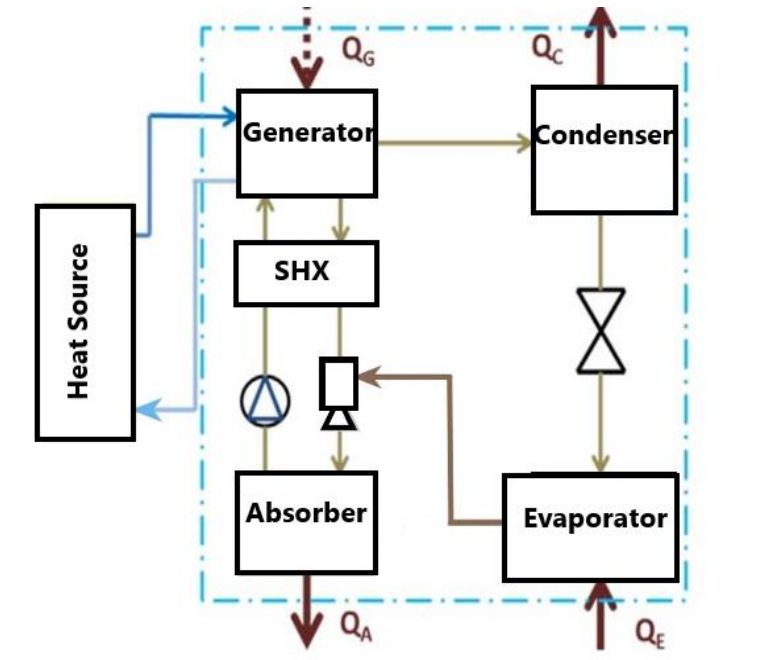 Q_G
Q_C
Generator
Condenser
Heat Source
SHX
Absorber
Evaporator
Q_A
Q_E